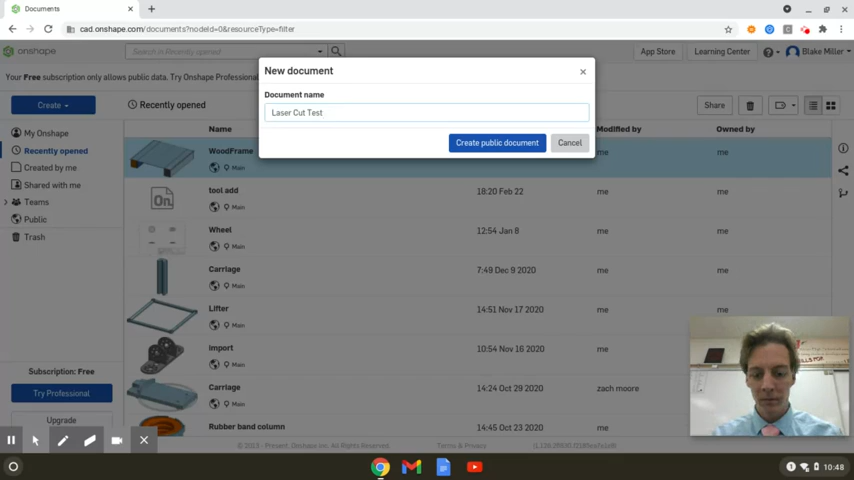 Documents
cad.onshape.com/documents?nodeId=0&resourceType=filter
onshape
Search in Recently opened
App Store
Learning Center
Blake Miller
Your Free subscription only allows public data. Try Onshape Professional
New document
Document name
Laser Cut Test
Create public document
Cancel
Create
Recently opened
Share
Name
Modified by
Owned by
My Onshape
Recently opened
Created by me
Shared with me
Teams
Public
Trash
WoodFrame
Main
me
me
tool add
Main
18:20 Feb 22
me
me
Wheel
Main
12:54 Jan 8
me
me
Carriage
Main
7:49 Dec 9 2020
me
me
Lifter
Main
14:51 Nov 17 2020
me
import
Main
10:54 Nov 16 2020
me
Carriage
Main
14:24 Oct 29 2020
zach moore
Rubber band column
14:45 Oct 23 2020
me
Subscription: Free
Try Professional
Upgrade
Terms & Privacy
1
10:48